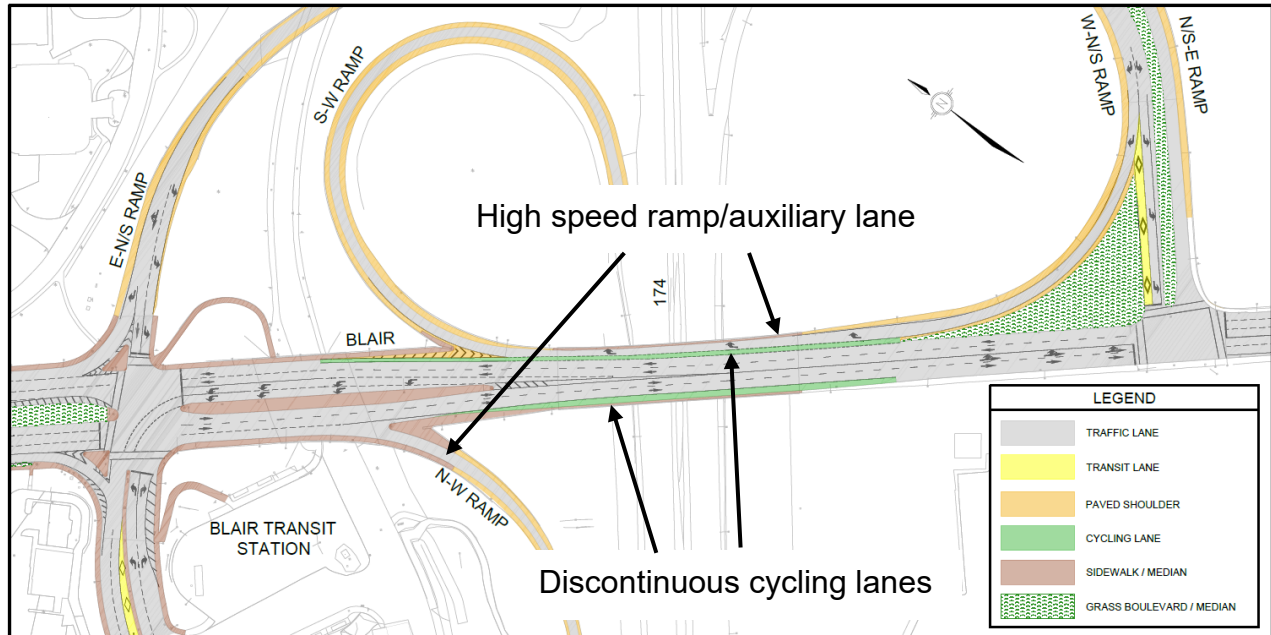 W-N/S RAMP
N/S-E RAMP
S-W RAMP
N
E-N/S RAMP
High speed ramp/auxiliary lane
174
BLAIR
N-W RAMP
BLAIR TRANSIT
STATION
Discontinuous cycling lanes
LEGEND
TRAFFIC LANE
TRANSIT LANE
PAVED SHOULDER
CYCLING LANE
SIDEWALK / MEDIAN
GRASS BOULEVARD / MEDIAN